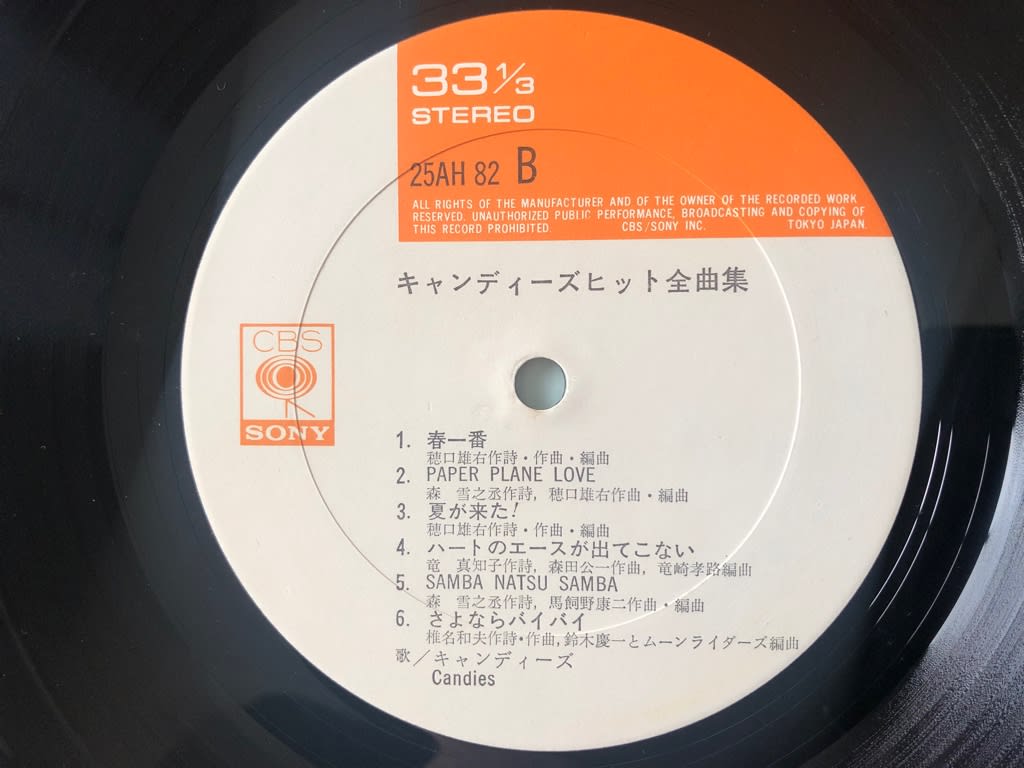 33 1/3
STEREO
25AH 82 B
ALL RIGHTS OF THE MANUFACTURER AND OF THE OWNER OF THE RECORDED WORK
RESERVED. UNAUTHORIZED PUBLIC PERFORMANCE, BROADCASTING AND COPYING OF
THIS RECORD PROHIBITED. CBS/SONY INC. TOKYO JAPAN.
キャンディーズヒット全曲集
CBS
SONY
1. 春一番
穂口雄右作詩・作曲・編曲
2. PAPER PLANE LOVE
森 雪之丞作詩, 穂口雄右作曲・編曲
3. 夏が来た!
穂口雄右作詩・作曲・編曲
4. ハートのエースが出てこない
竜 真知子作詩, 森田公一作曲, 竜崎孝路編曲
5. SAMBA NATSU SAMBA
森 雪之丞作詩, 馬飼野康二作曲・編曲
6. さよならバイバイ
椎名和夫作詩・作曲, 鈴木慶一とムーンライダーズ編曲
歌/キャンディーズ
Candies